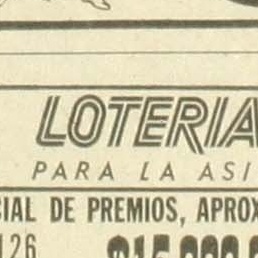 LOTERIA
PARA LA ASI
IAL DE PREMIOS, APROX
126